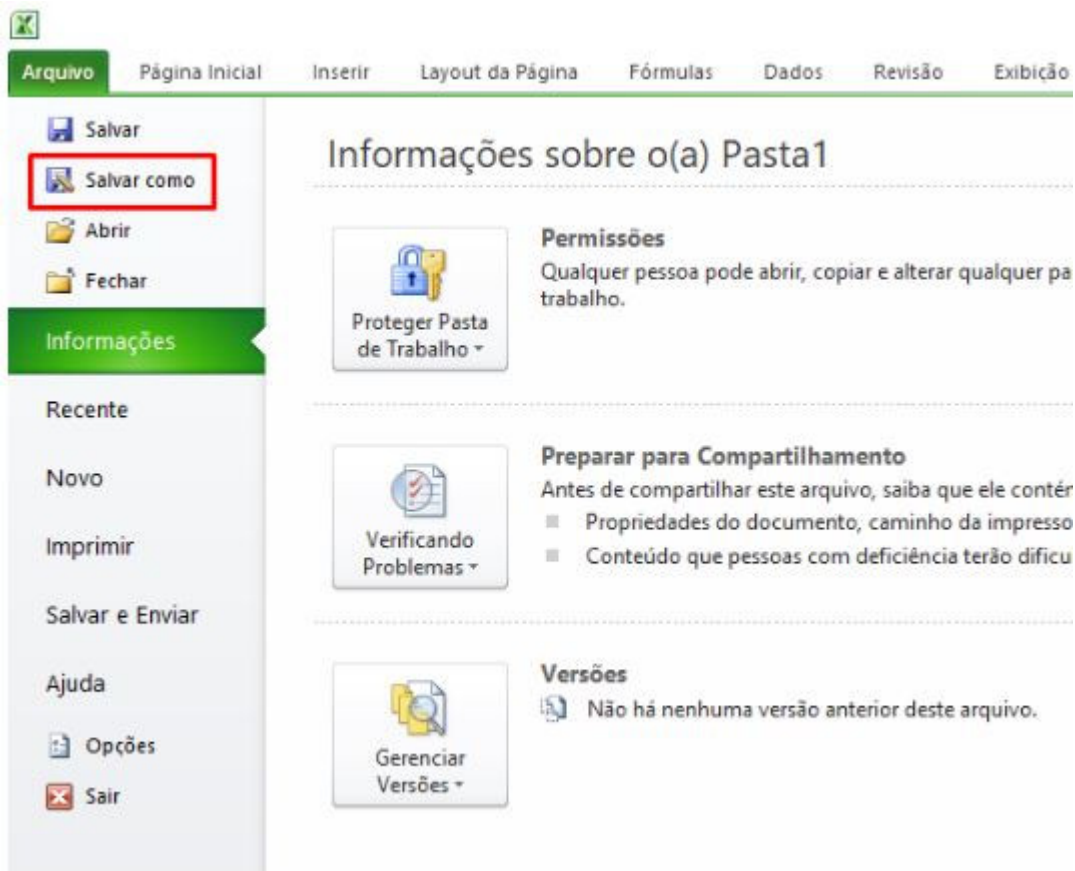 Arquivo Página Inicial Inserir Layout da Página Fórmulas Dados Revisão Exibição
Salvar
Salvar como
Abrir
Fechar
Informações
Recente
Novo
Imprimir
Salvar e Enviar
Ajuda
Opções
Sair
Informações sobre o(a) Pasta1
Proteger Pasta
de Trabalho
Permissões
Qualquer pessoa pode abrir, copiar e alterar qualquer pa
trabalho.
Verificando
Problemas
Preparar para Compartilhamento
Antes de compartilhar este arquivo, saiba que ele contém
Propriedades do documento, caminho da impresso
Conteúdo que pessoas com deficiência terão dificu
Gerenciar
Versões
Versões
Não há nenhuma versão anterior deste arquivo.